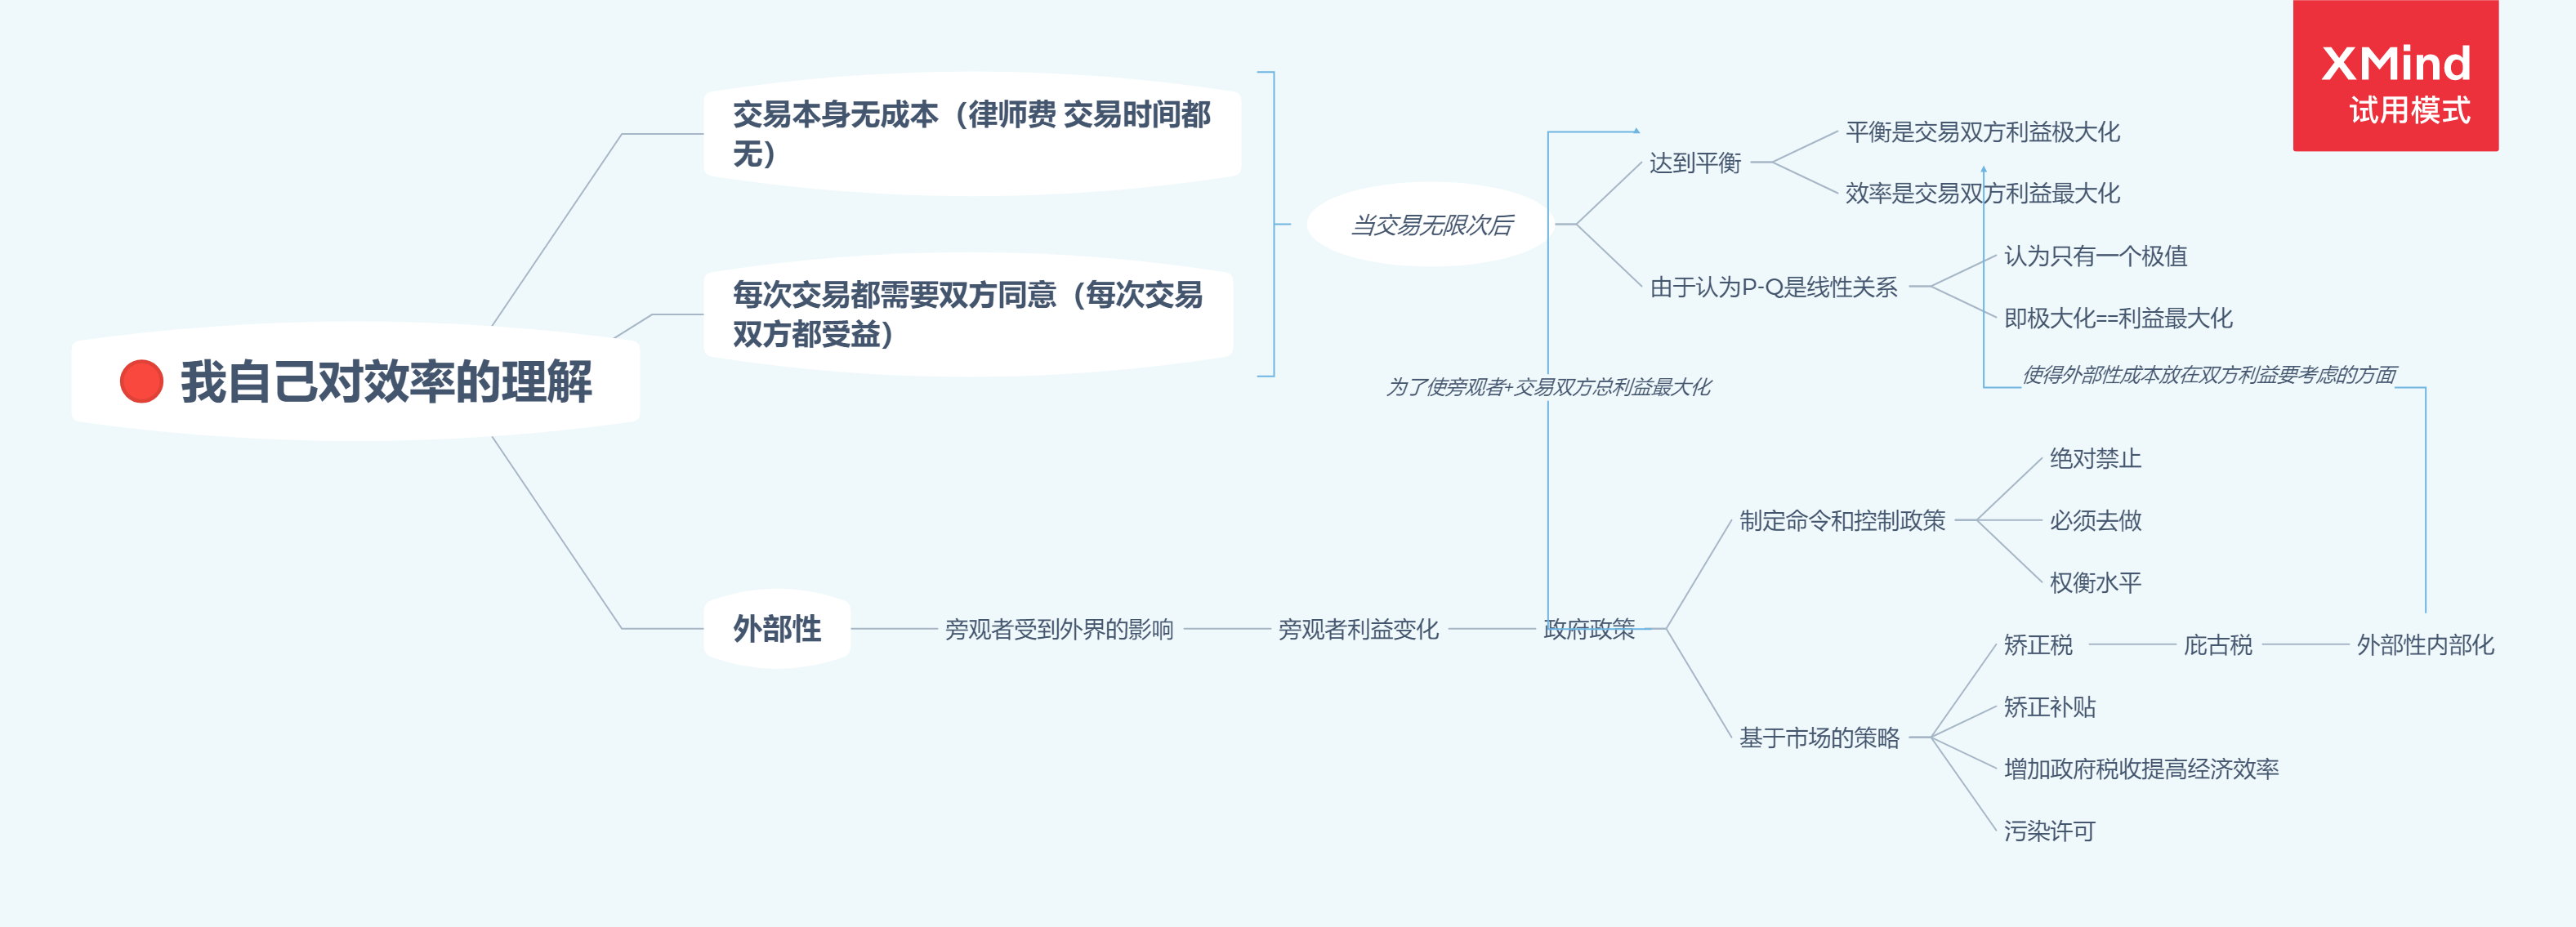 XMind
试用模式
我自己对效率的理解
交易本身无成本（律师费 交易时间都
无）
每次交易都需要双方同意（每次交易
双方都受益）
当交易无限次后
达到平衡
平衡是交易双方利益极大化
效率是交易双方利益最大化
由于认为P-Q是线性关系
认为只有一个极值
即极大化==利益最大化
为了使旁观者+交易双方总利益最大化
使得外部性成本放在双方利益要考虑的方面
外部性
旁观者受到外界的影响
旁观者利益变化
政府政策
制定命令和控制政策
绝对禁止
必须去做
权衡水平
基于市场的策略
矫正税
庇古税
外部性内部化
矫正补贴
增加政府税收提高经济效率
污染许可